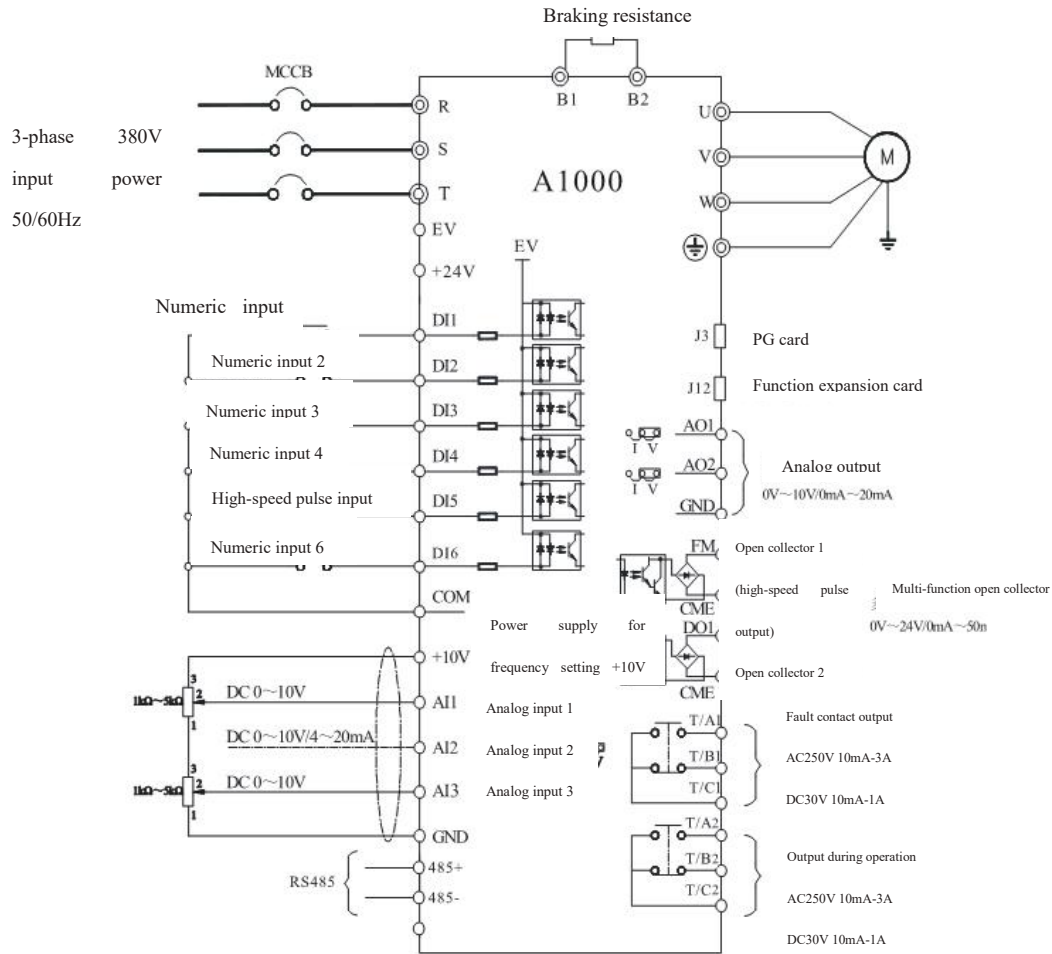 Braking resistance
MCCB
B1 B2
R
S
T
3-phase 380V
input power
50/60Hz
U
V
W
M
A1000
EV
+24V
EV
Numeric input
DI1
Numeric input 2
DI2
Numeric input 3
DI3
Numeric input 4
DI4
High-speed pulse input
DI5
Numeric input 6
DI6
COM
J3 PG card
J12 Function expansion card
AO1
I V
AO2
I V
GND
Analog output
0V～10V/0mA～20mA
FM Open collector 1
CME (high-speed pulse
DO1 output)
CME Open collector 2
Multi-function open collector
0V～24V/0mA～50m
Power supply for
frequency setting +10V
+10V
3
2
1
1kΩ～5kΩ
DC 0～10V
AI1 Analog input 1
DC 0～10V/4～20mA
AI2 Analog input 2
3
2
1
1kΩ～5kΩ
DC 0～10V
AI3 Analog input 3
GND
RS485
485+
485-
T/A1
T/B1
T/C1
Fault contact output
AC250V 10mA-3A
DC30V 10mA-1A
T/A2
T/B2
T/C2
Output during operation
AC250V 10mA-3A
DC30V 10mA-1A